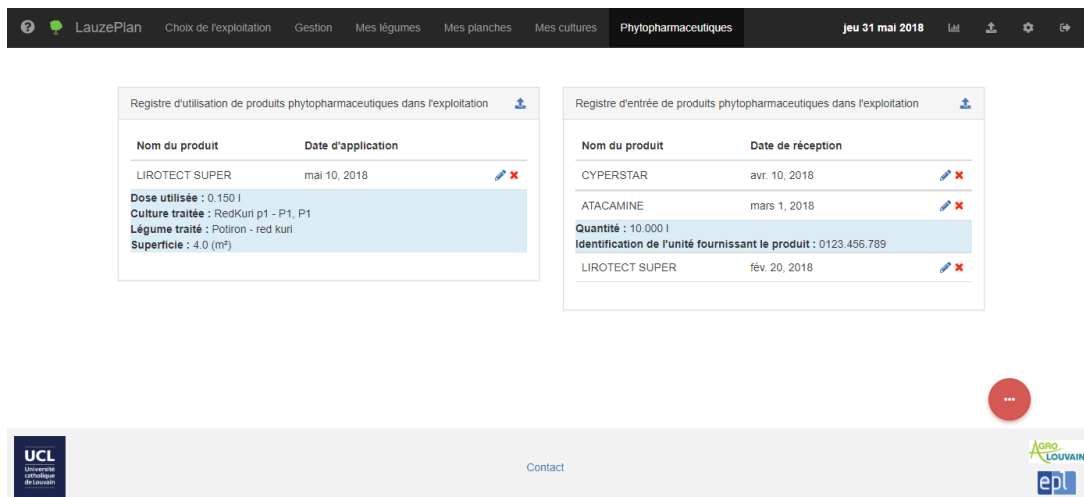 LauzePlan Choix de l'exploitation Gestion Mes légumes Mes planches Mes cultures Phytopharmaceutiques jeu 31 mai 2018
Registre d'utilisation de produits phytopharmaceutiques dans l'exploitation
Nom du produit Date d'application
LIROTECT SUPER mai 10, 2018
Dose utilisée : 0.150 l
Culture traitée : RedKuri p1 - P1, P1
Légume traité : Potiron - red kuri
Superficie : 4.0 (m²)
Registre d'entrée de produits phytopharmaceutiques dans l'exploitation
Nom du produit Date de réception
CYPERSTAR avr. 10, 2018
ATACAMINE mars 1, 2018
Quantité : 10.000 l
Identification de l'unité fournissant le produit : 0123.456.789
LIROTECT SUPER fév. 20, 2018
UCL
Université
catholique
de Louvain
Contact
AGRO
LOUVAIN
epl